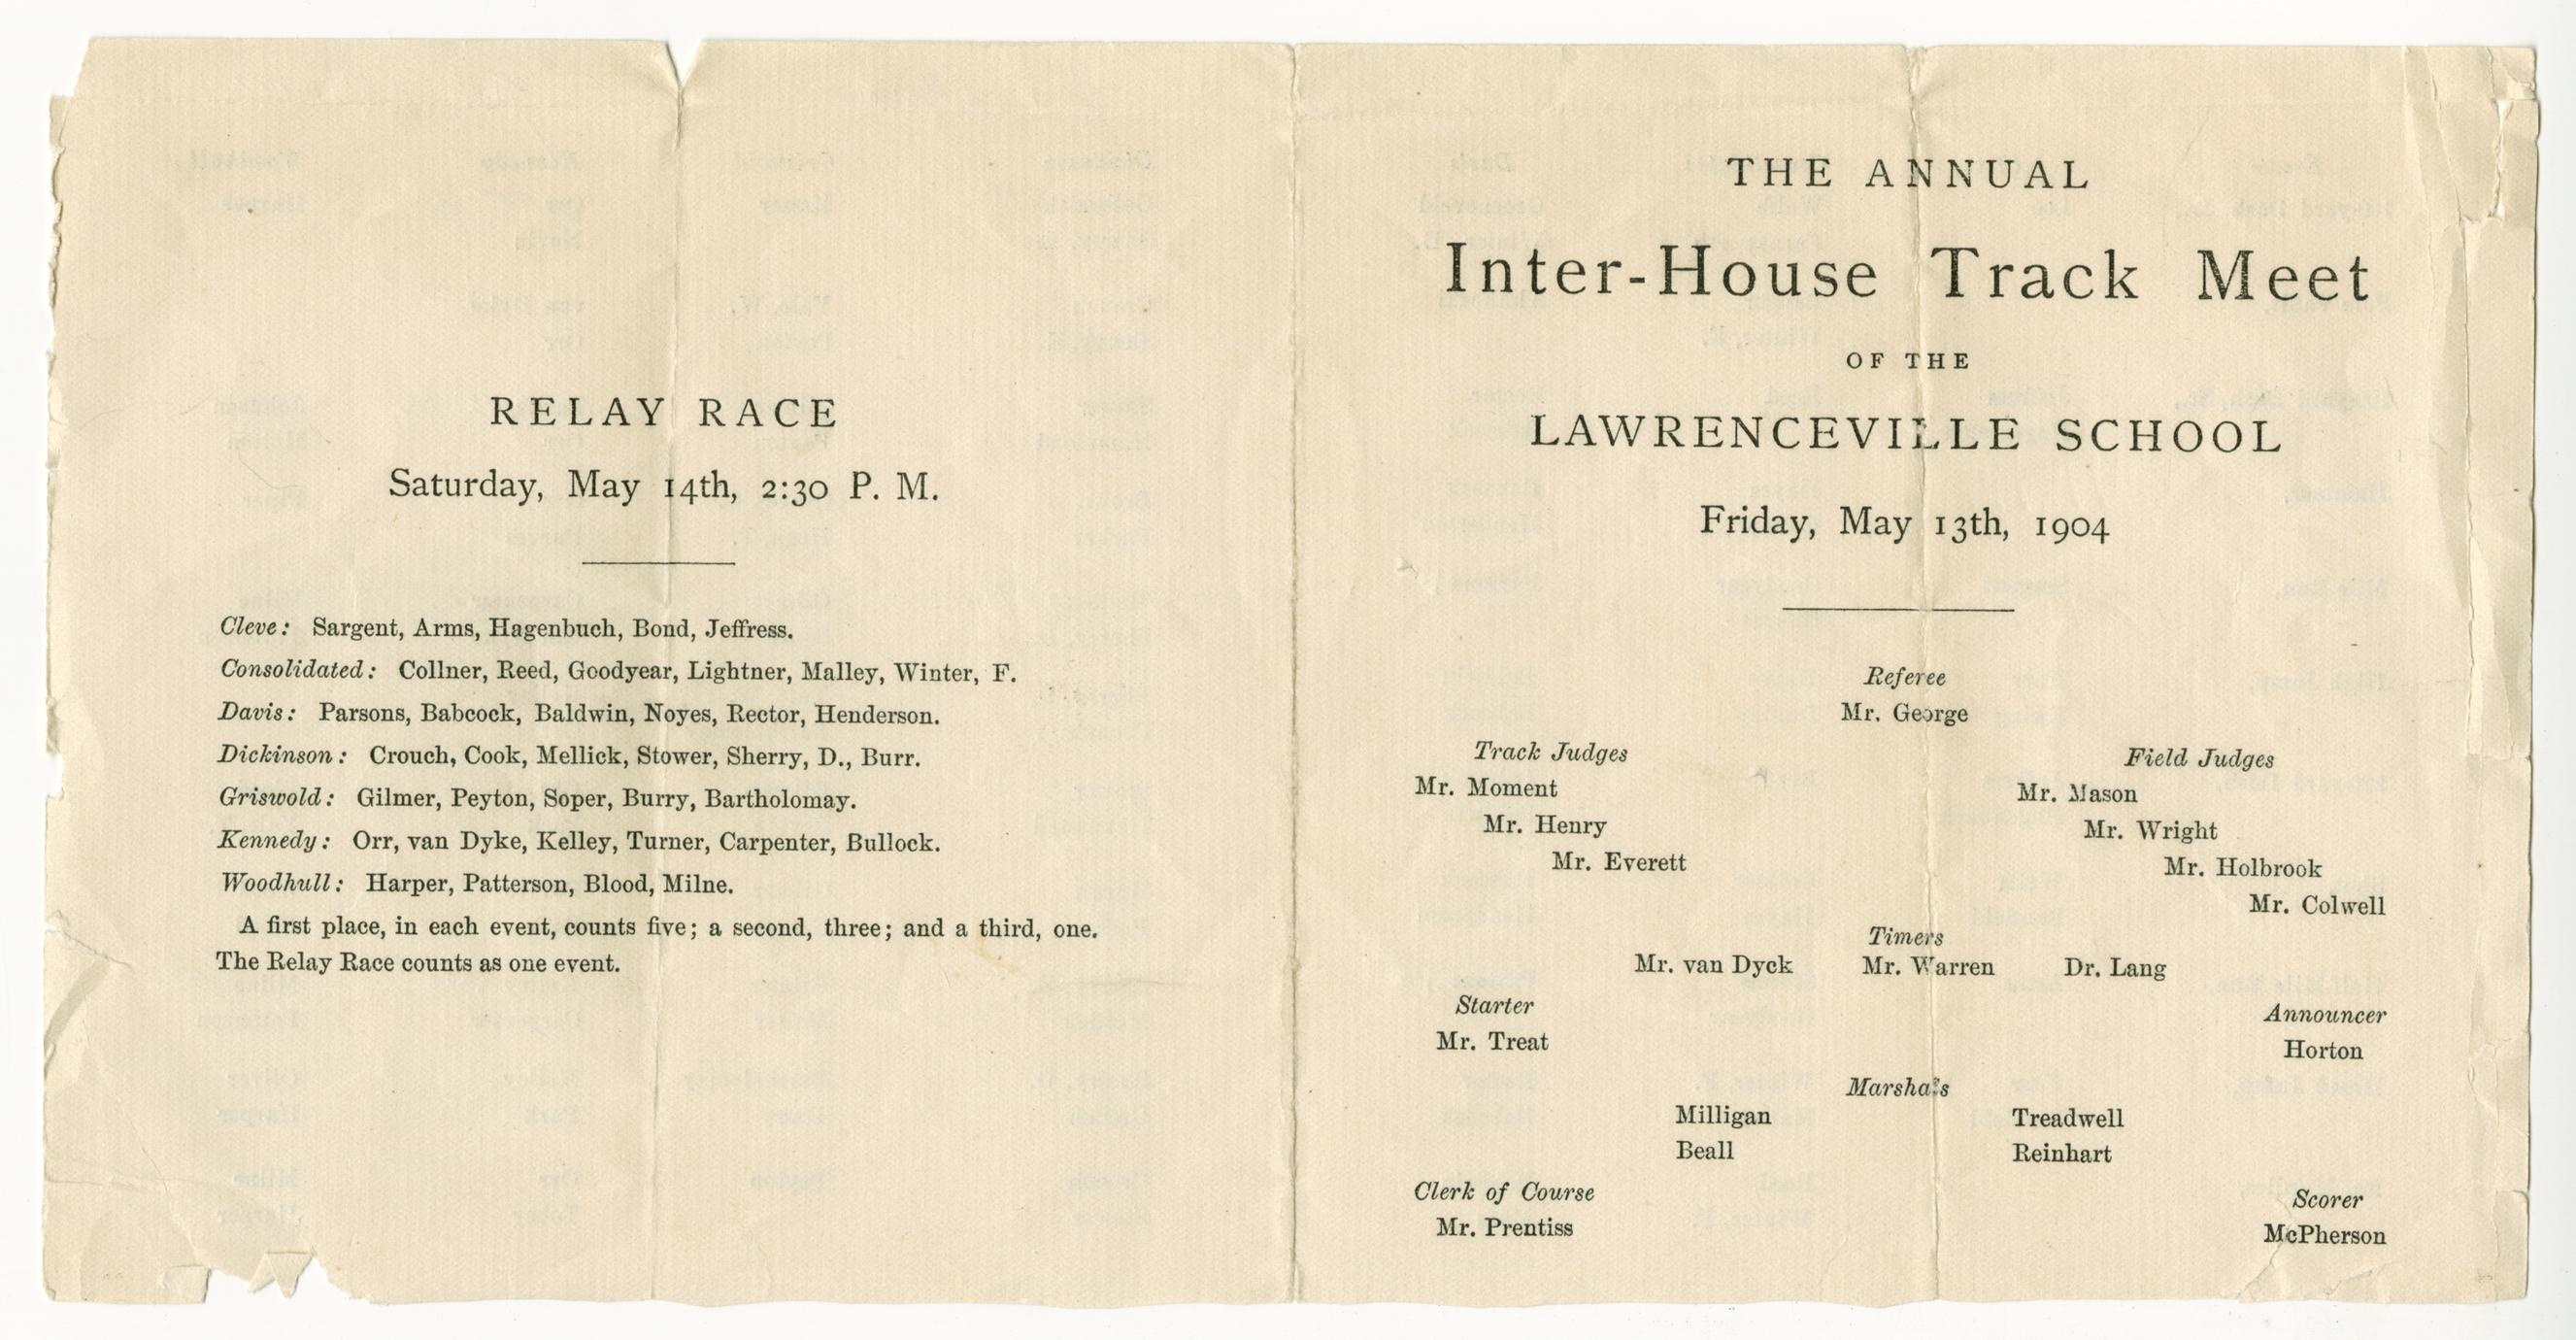 RELAY RACE
Saturday, May 14th, 2:30 P. M.
Cleve: Sargent, Arms, Hagenbuch, Bond, Jeffress.
Consolidated: Collner, Reed, Goodyear, Lightner, Malley, Winter, F.
Davis: Parsons, Babcock, Baldwin, Noyes, Rector, Henderson.
Dickinson: Crouch, Cook, Mellick, Stower, Sherry, D., Burr.
Griswold: Gilmer, Peyton, Soper, Burry, Bartholomay.
Kennedy: Orr, van Dyke, Kelley, Turner, Carpenter, Bullock.
Woodhull: Harper, Patterson, Blood, Milne.
A first place, in each event, counts five; a second, three; and a third, one.
The Relay Race counts as one event.
THE ANNUAL
Inter-House Track Meet
OF THE
LAWRENCEVILLE SCHOOL
Friday, May 13th, 1904
Referee
Mr. George
Track Judges
Mr. Moment
Mr. Henry
Mr. Everett
Field Judges
Mr. Mason
Mr. Wright
Mr. Holbrook
Mr. Colwell
Timers
Mr. van Dyck Mr. Warren Dr. Lang
Starter
Mr. Treat
Announcer
Horton
Marshals
Milligan Treadwell
Beall Reinhart
Clerk of Course
Mr. Prentiss
Scorer
McPherson